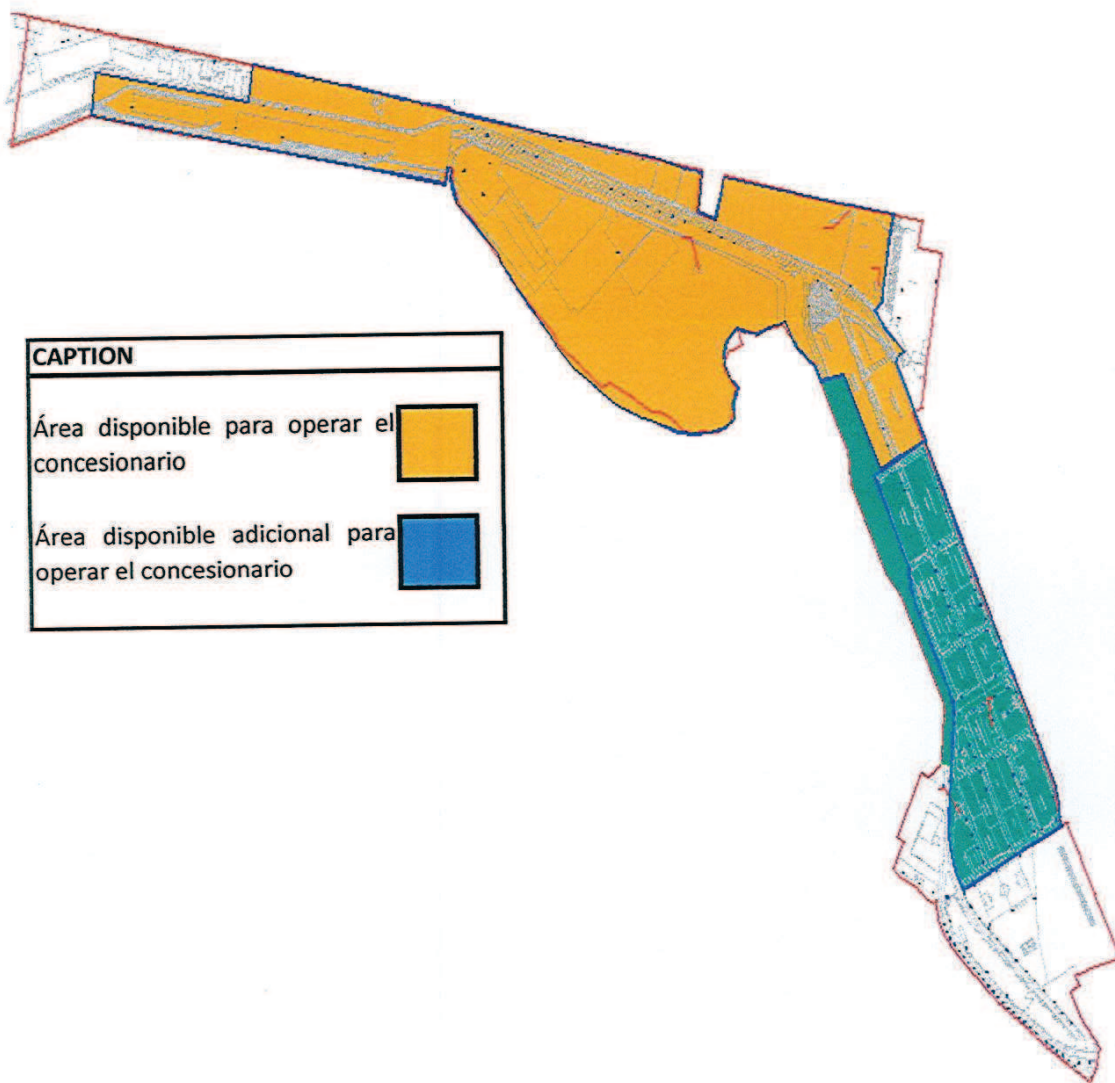 CAPTION
Área disponible para operar el
concesionario
Área disponible adicional para
operar el concesionario